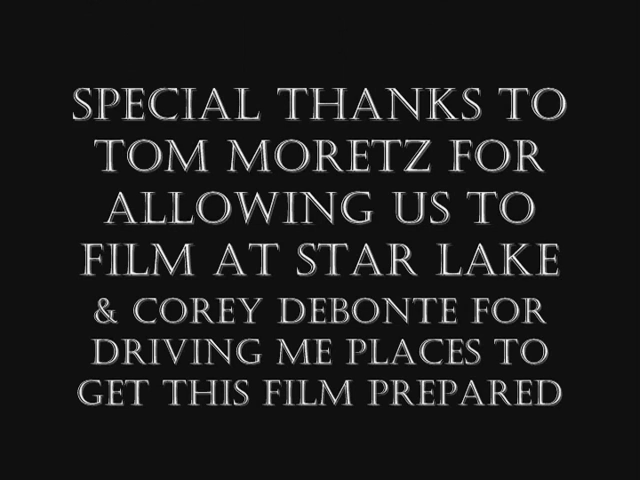 SPECIAL THANKS TO
TOM MORETZ FOR
ALLOWING US TO
FILM AT STAR LAKE
& COREY DEBONTE FOR
DRIVING ME PLACES TO
GET THIS FILM PREPARED